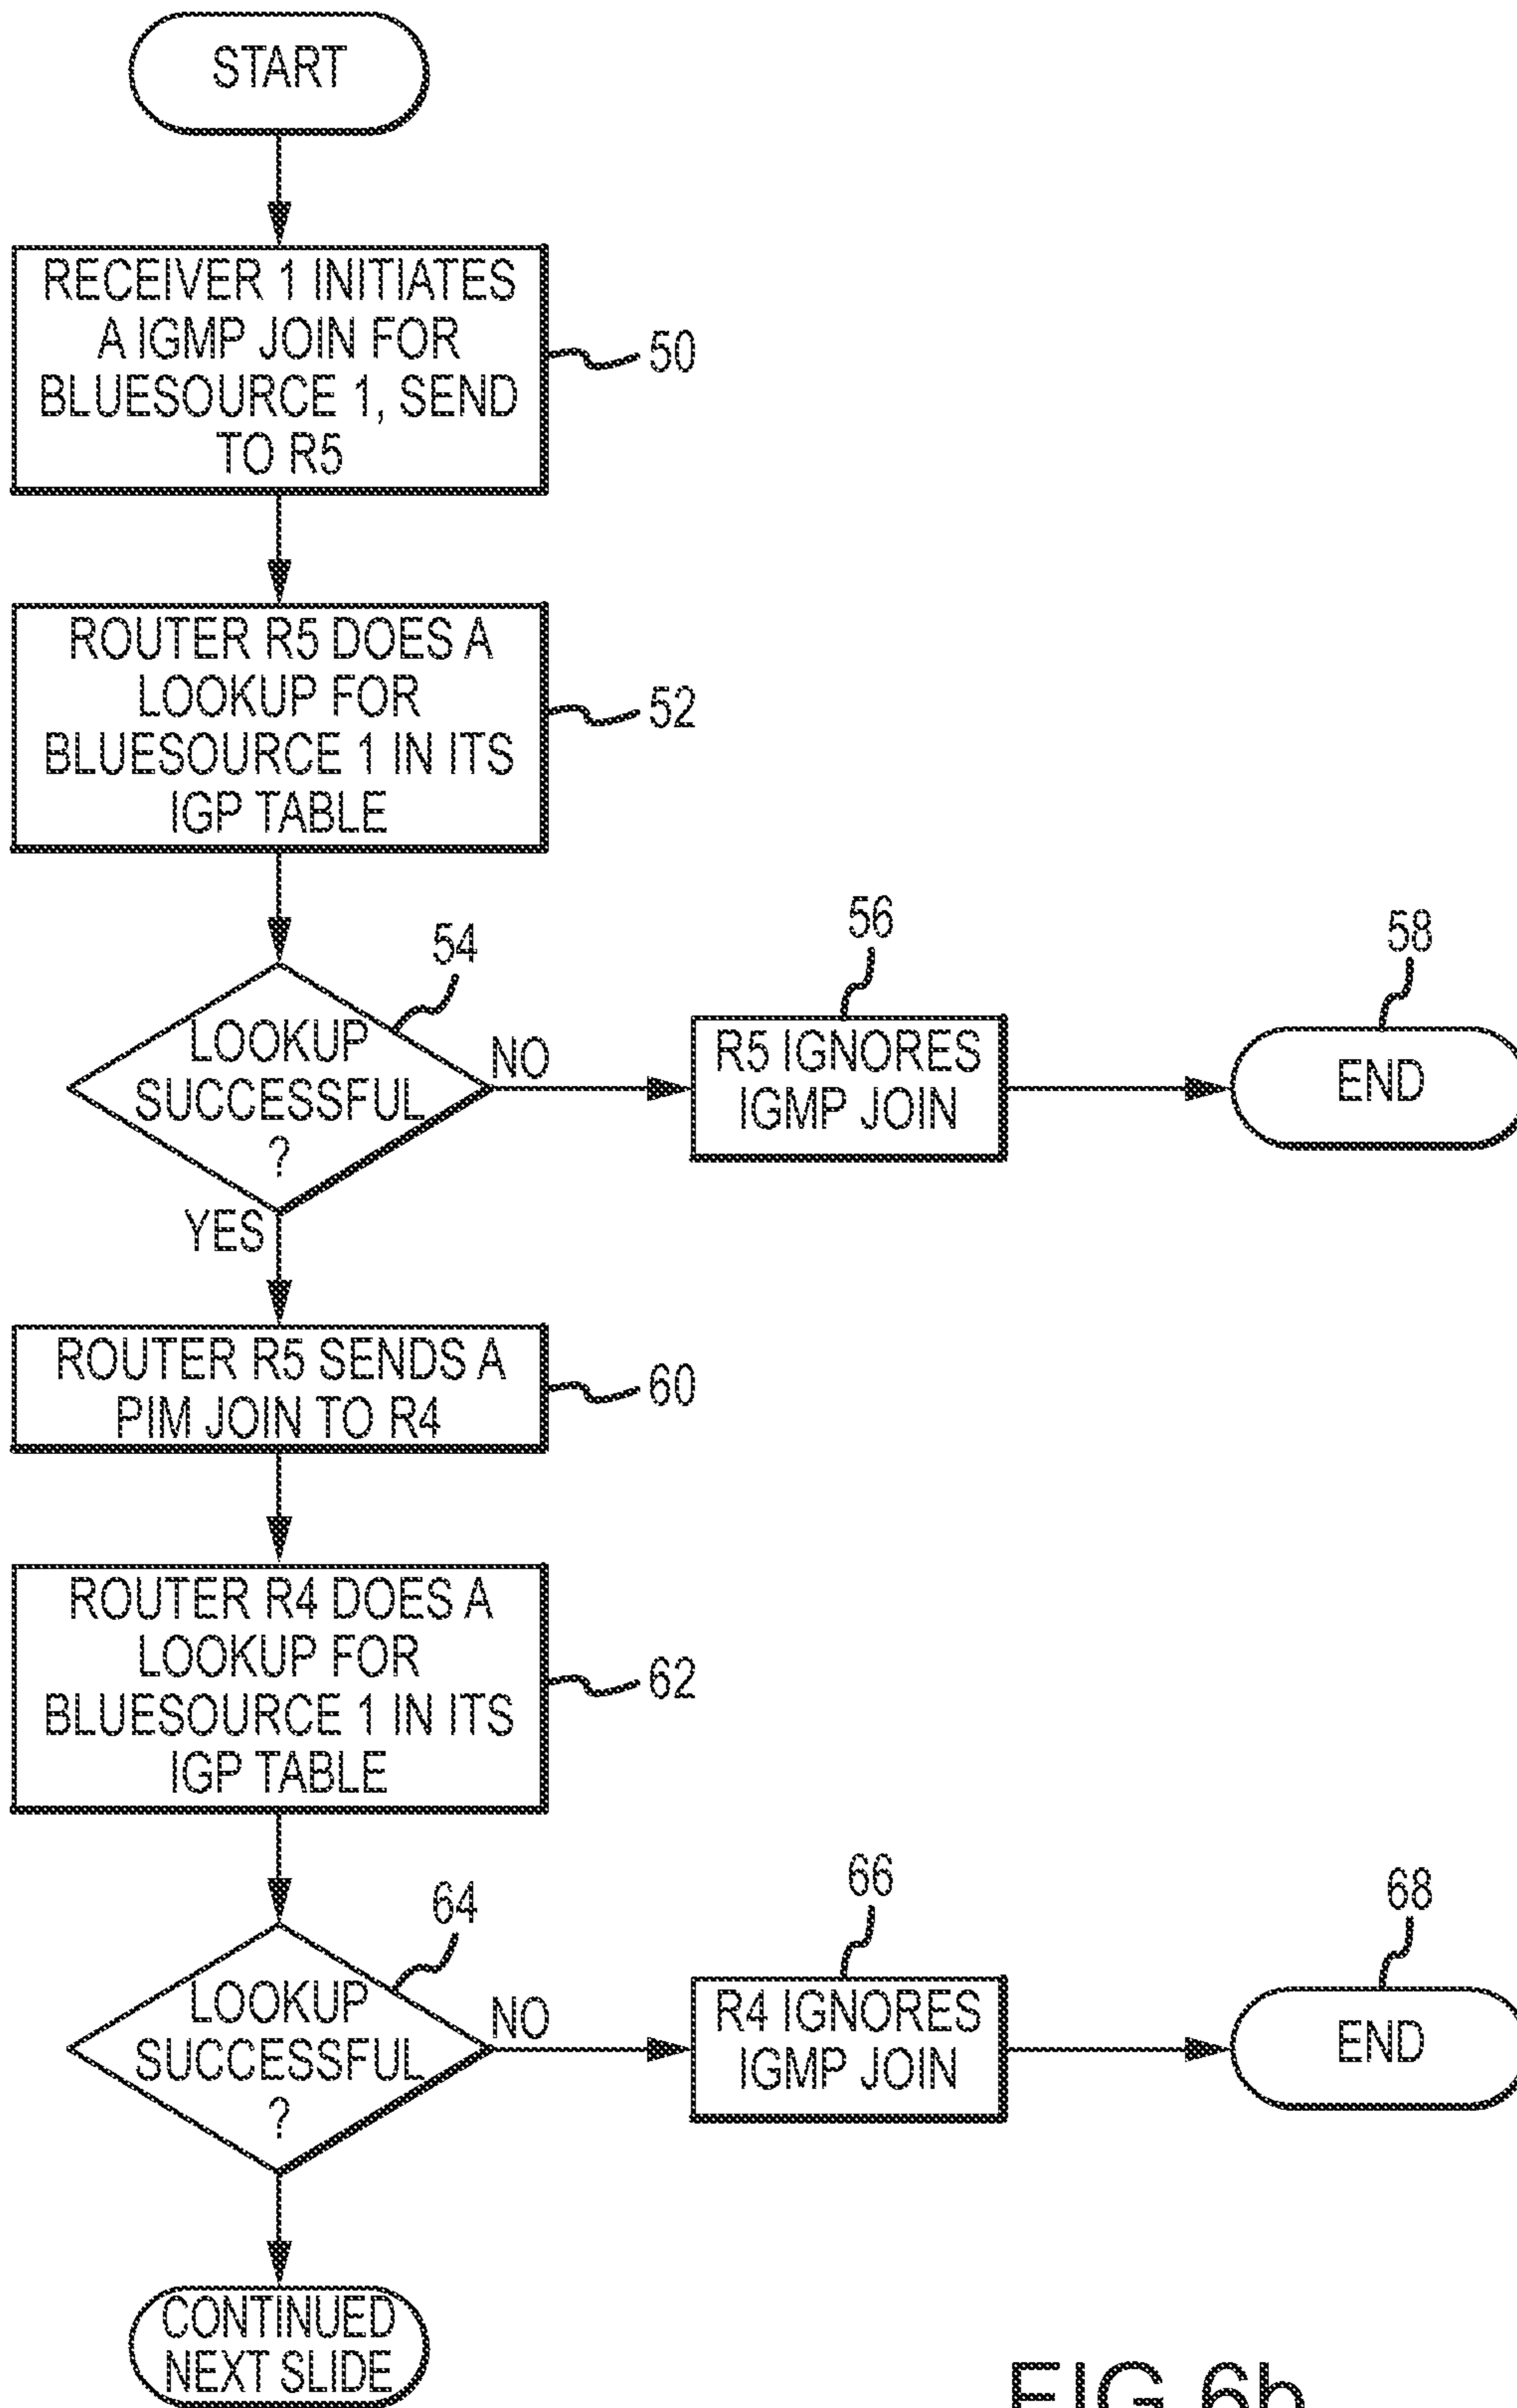 START
RECEIVER 1 INITIATES
A IGMP JOIN FOR
BLUESOURCE 1, SEND
TO R5
50
ROUTER R5 DOES A
LOOKUP FOR
BLUESOURCE 1 IN ITS
IGP TABLE
52
54
LOOKUP
SUCCESSFUL
?
NO
56
R5 IGNORES
IGMP JOIN
58
END
YES
ROUTER R5 SENDS A
PIM JOIN TO R4
60
ROUTER R4 DOES A
LOOKUP FOR
BLUESOURCE 1 IN ITS
IGP TABLE
62
64
LOOKUP
SUCCESSFUL
?
NO
66
R4 IGNORES
IGMP JOIN
68
END
CONTINUED
NEXT SLIDE
FIG.6b